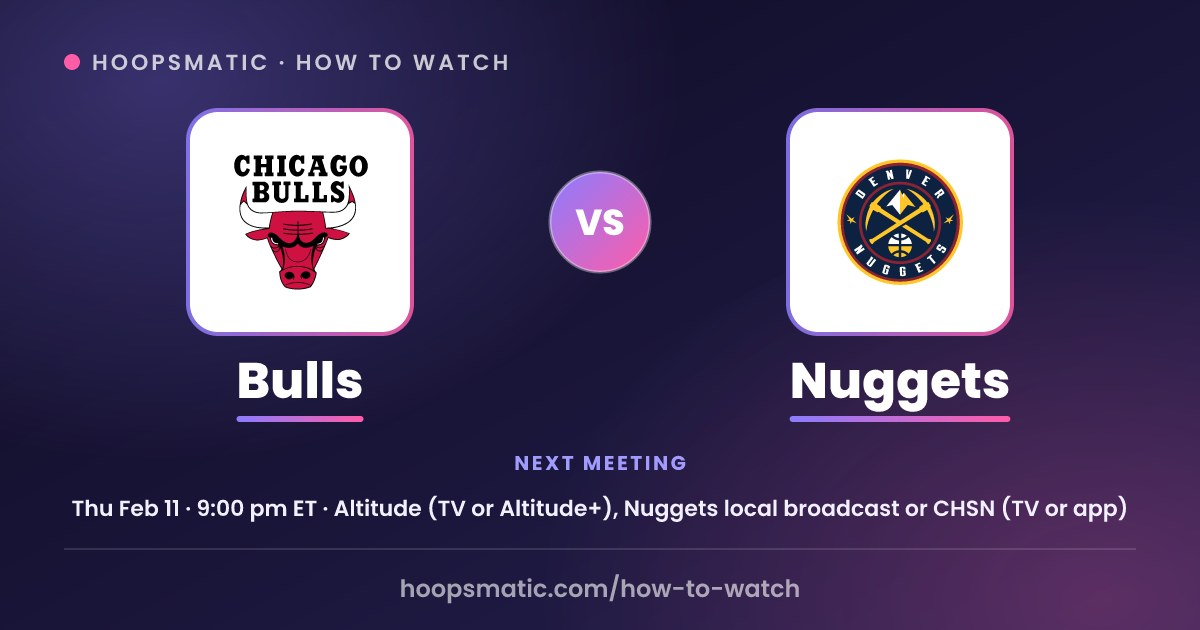 HOOPSMATIC · HOW TO WATCH
CHICAGO
BULLS
VS
DENVER
NUGGETS
Bulls
Nuggets
NEXT MEETING
Thu Feb 11 · 9:00 pm ET · Altitude (TV or Altitude+), Nuggets local broadcast or CHSN (TV or app)
hoopsmatic.com/how-to-watch